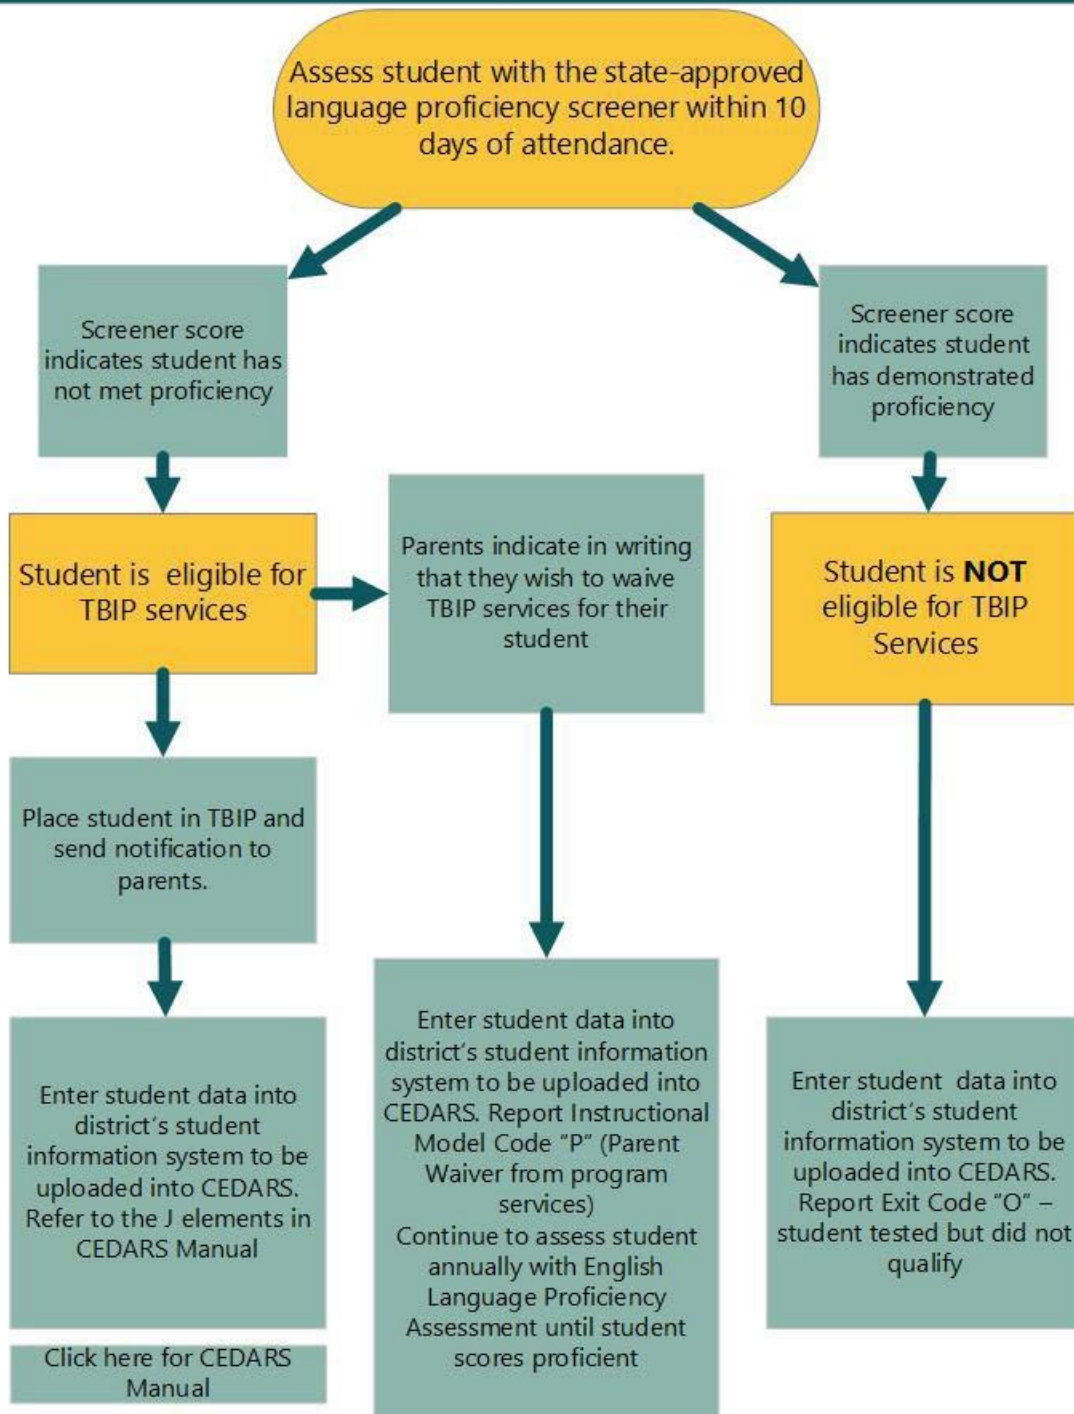 Assess student with the state-approved
language proficiency screener within 10
days of attendance.
Screener score
indicates student has
not met proficiency
Screener score
indicates student
has demonstrated
proficiency
Student is eligible for
TBIP services
Parents indicate in writing
that they wish to waive
TBIP services for their
student
Student is NOT
eligible for TBIP
Services
Place student in TBIP and
send notification to
parents.
Enter student data into
district's student
information system to be
uploaded into CEDARS.
Refer to the J elements in
CEDARS Manual
Click here for CEDARS
Manual
Enter student data into
district's student information
system to be uploaded into
CEDARS. Report Instructional
Model Code "P" (Parent
Waiver from program
services)
Continue to assess student
annually with English
Language Proficiency
Assessment until student
scores proficient
Enter student data into
district's student
information system to be
uploaded into CEDARS.
Report Exit Code "O" –
student tested but did not
qualify